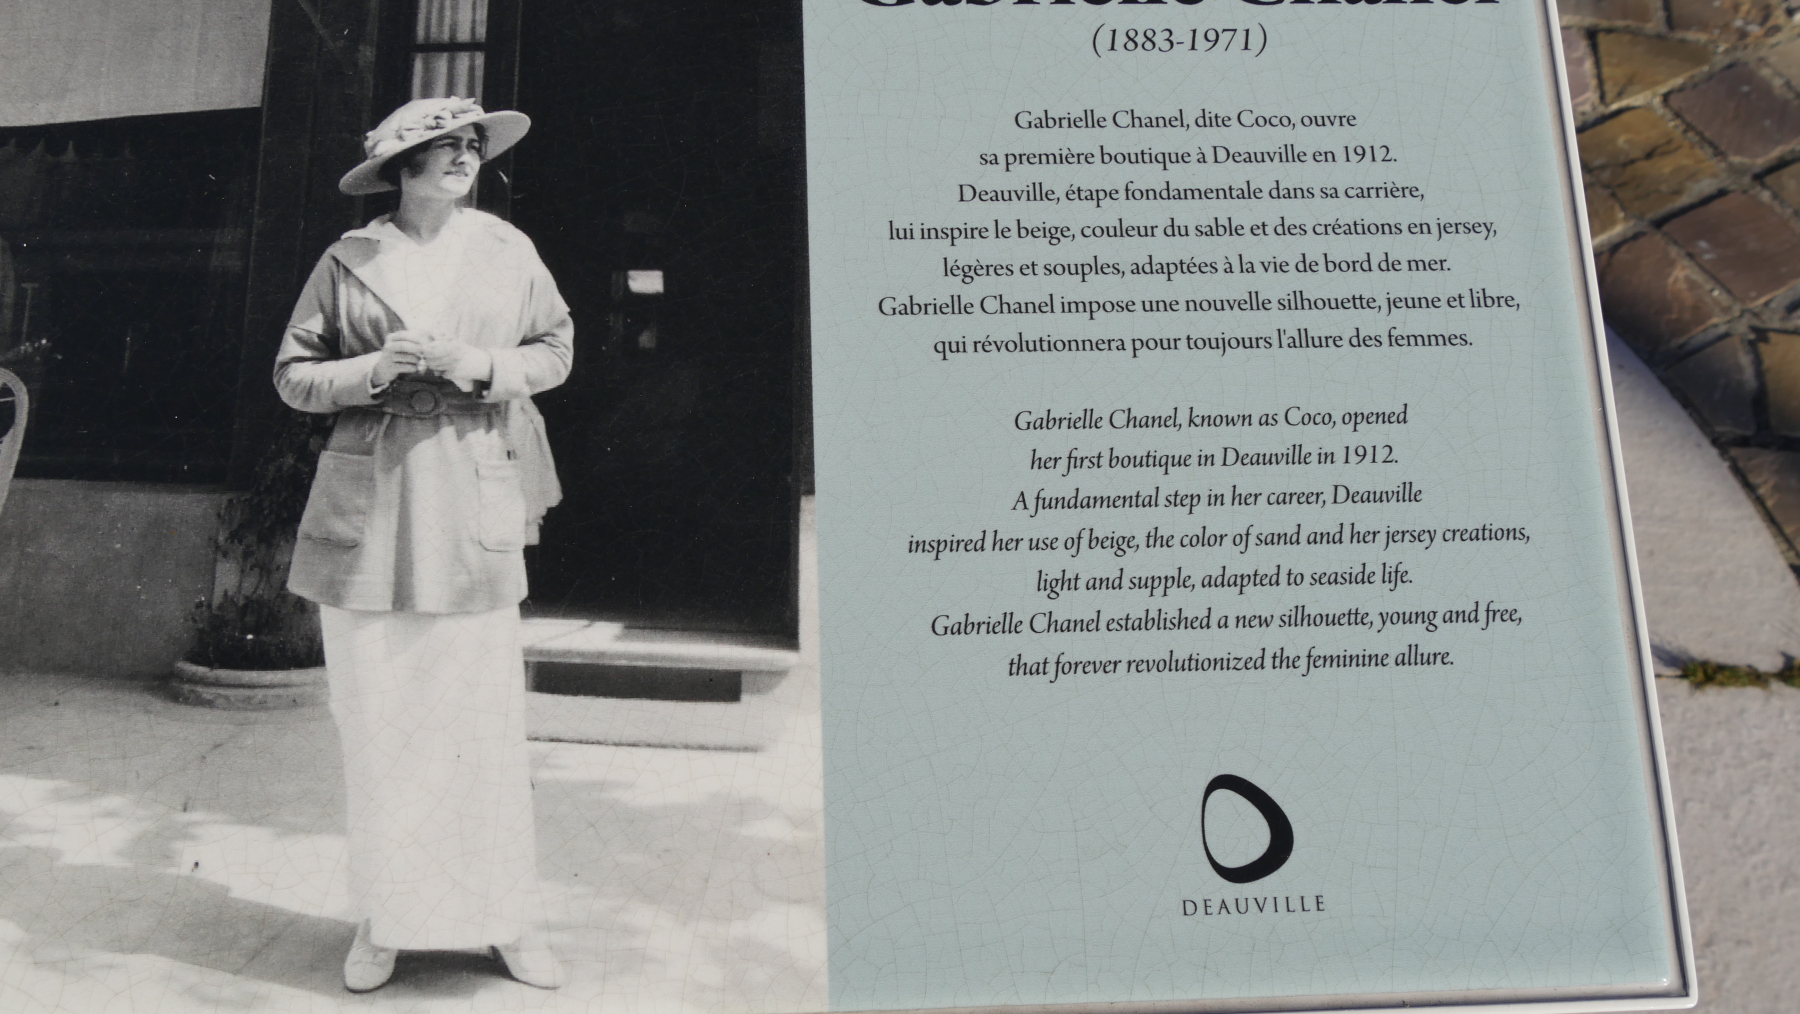 Gabrielle Chanel
(1883-1971)
Gabrielle Chanel, dite Coco, ouvre
sa première boutique à Deauville en 1912.
Deauville, étape fondamentale dans sa carrière,
lui inspire le beige, couleur du sable et des créations en jersey,
légères et souples, adaptées à la vie de bord de mer.
Gabrielle Chanel impose une nouvelle silhouette, jeune et libre,
qui révolutionnera pour toujours l'allure des femmes.
Gabrielle Chanel, known as Coco, opened
her first boutique in Deauville in 1912.
A fundamental step in her career, Deauville
inspired her use of beige, the color of sand and her jersey creations,
light and supple, adapted to seaside life.
Gabrielle Chanel established a new silhouette, young and free,
that forever revolutionized the feminine allure.
DEAUVILLE